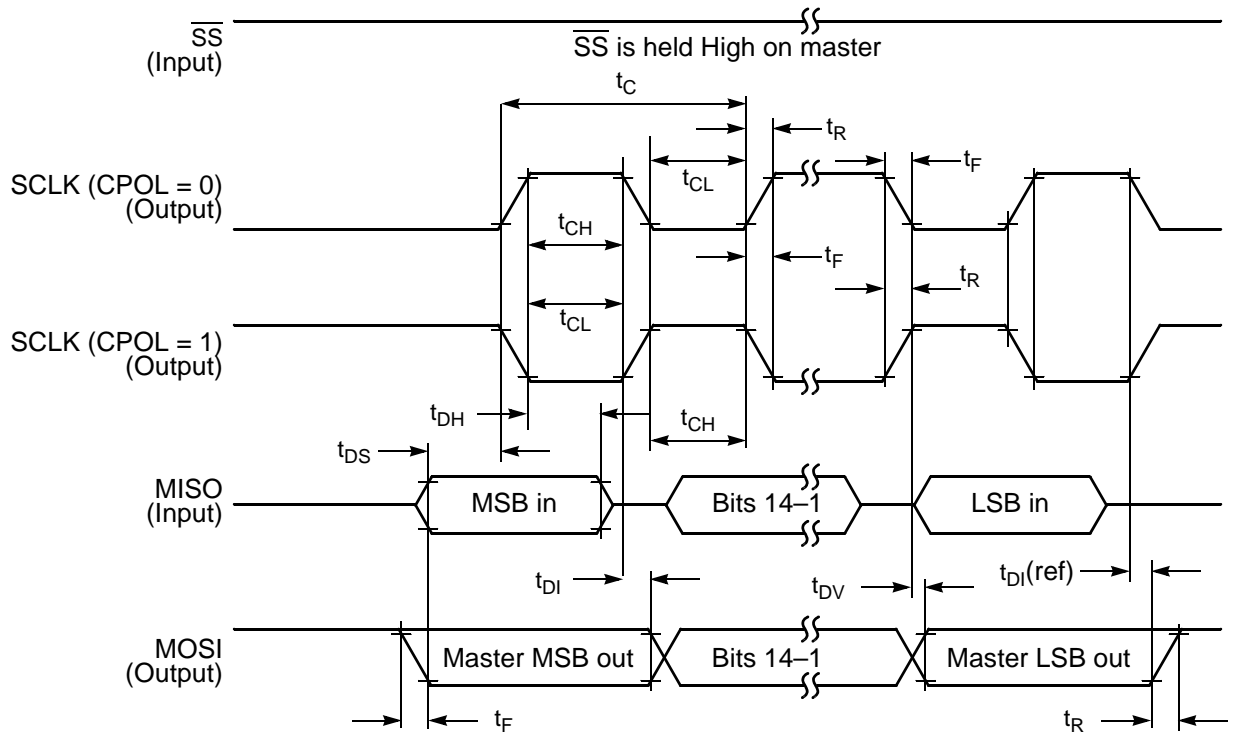 SS
(Input)
SS is held High on master
tC
tR
tF
SCLK (CPOL = 0)
(Output)
tCL
tCH
tF
tR
tCL
SCLK (CPOL = 1)
(Output)
tDH
tCH
tDS
MISO
(Input)
MSB in
Bits 14–1
LSB in
tDI
tDV
tDI(ref)
MOSI
(Output)
Master MSB out
Bits 14–1
Master LSB out
tF
tR